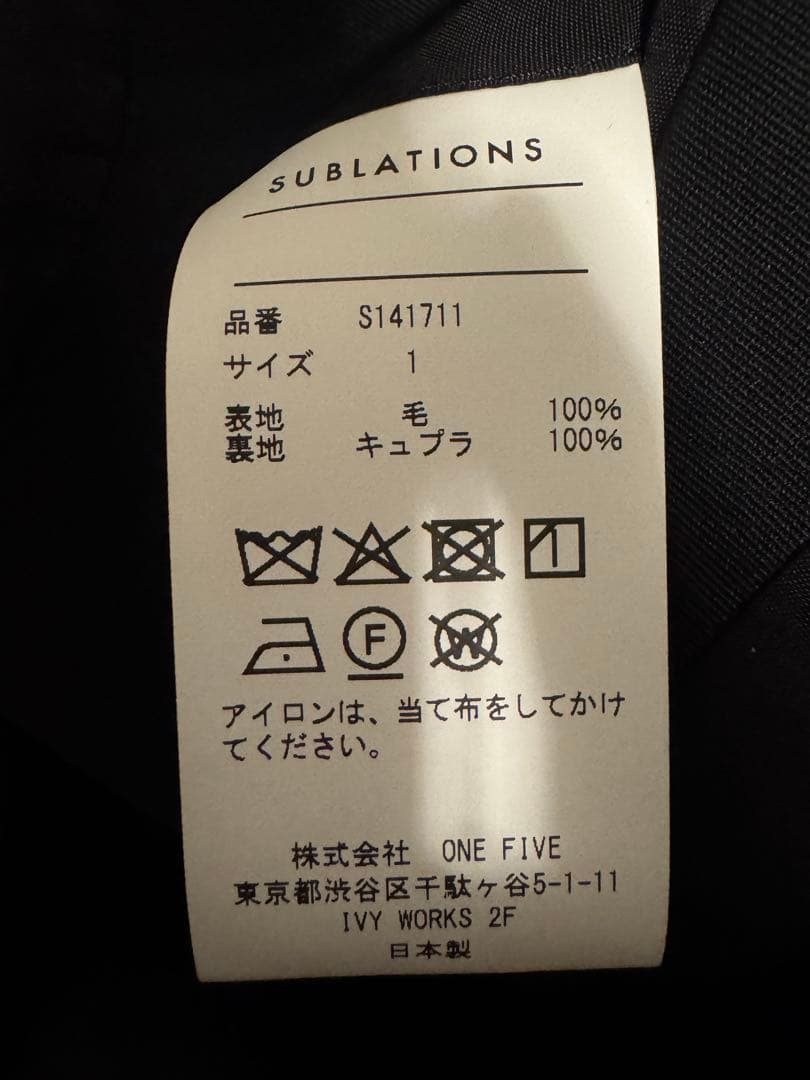 SUBLATIONS
品番 S141711
サイズ 1
表地 毛 100%
裏地 キュプラ 100%
F W
アイロンは、当て布をしてかけ
てください。
株式会社 ONE FIVE
東京都渋谷区千駄ヶ谷5-1-11
IVY WORKS 2F
日本製